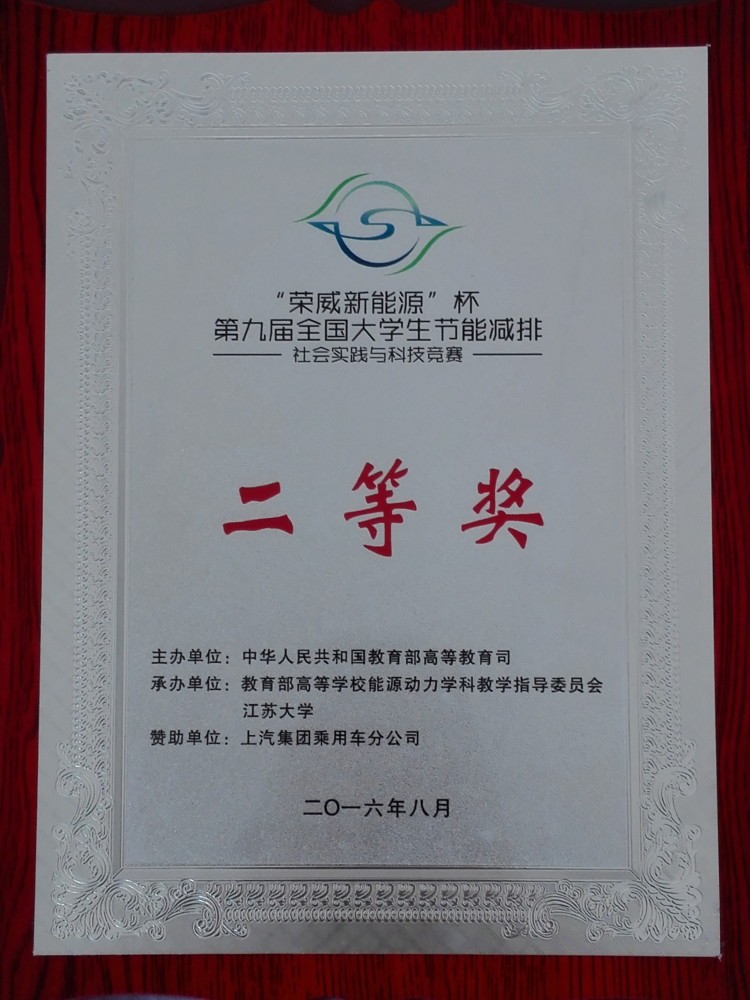 “荣威新能源”杯
第九届全国大学生节能减排
社会实践与科技竞赛
二等奖
主办单位：中华人民共和国教育部高等教育司
承办单位：教育部高等学校能源动力学科教学指导委员会
江苏大学
赞助单位：上汽集团乘用车分公司
二〇一六年八月